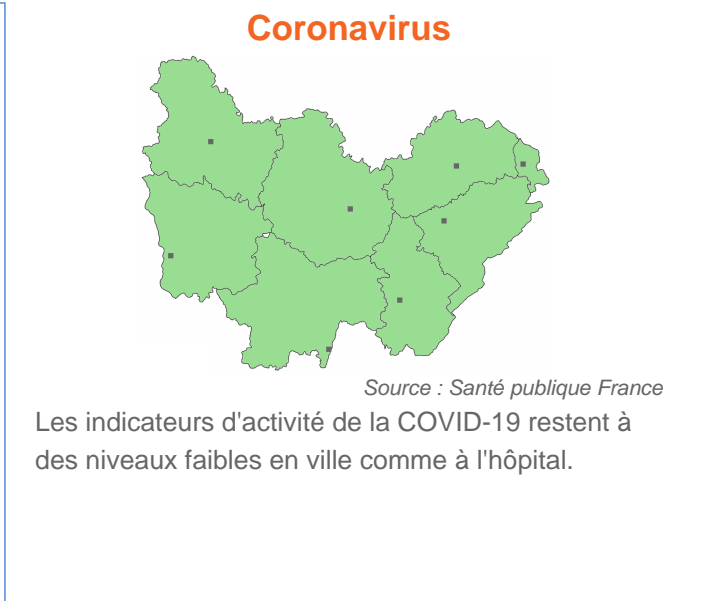 Coronavirus
Source : Santé publique France
Les indicateurs d'activité de la COVID-19 restent à
des niveaux faibles en ville comme à l'hôpital.